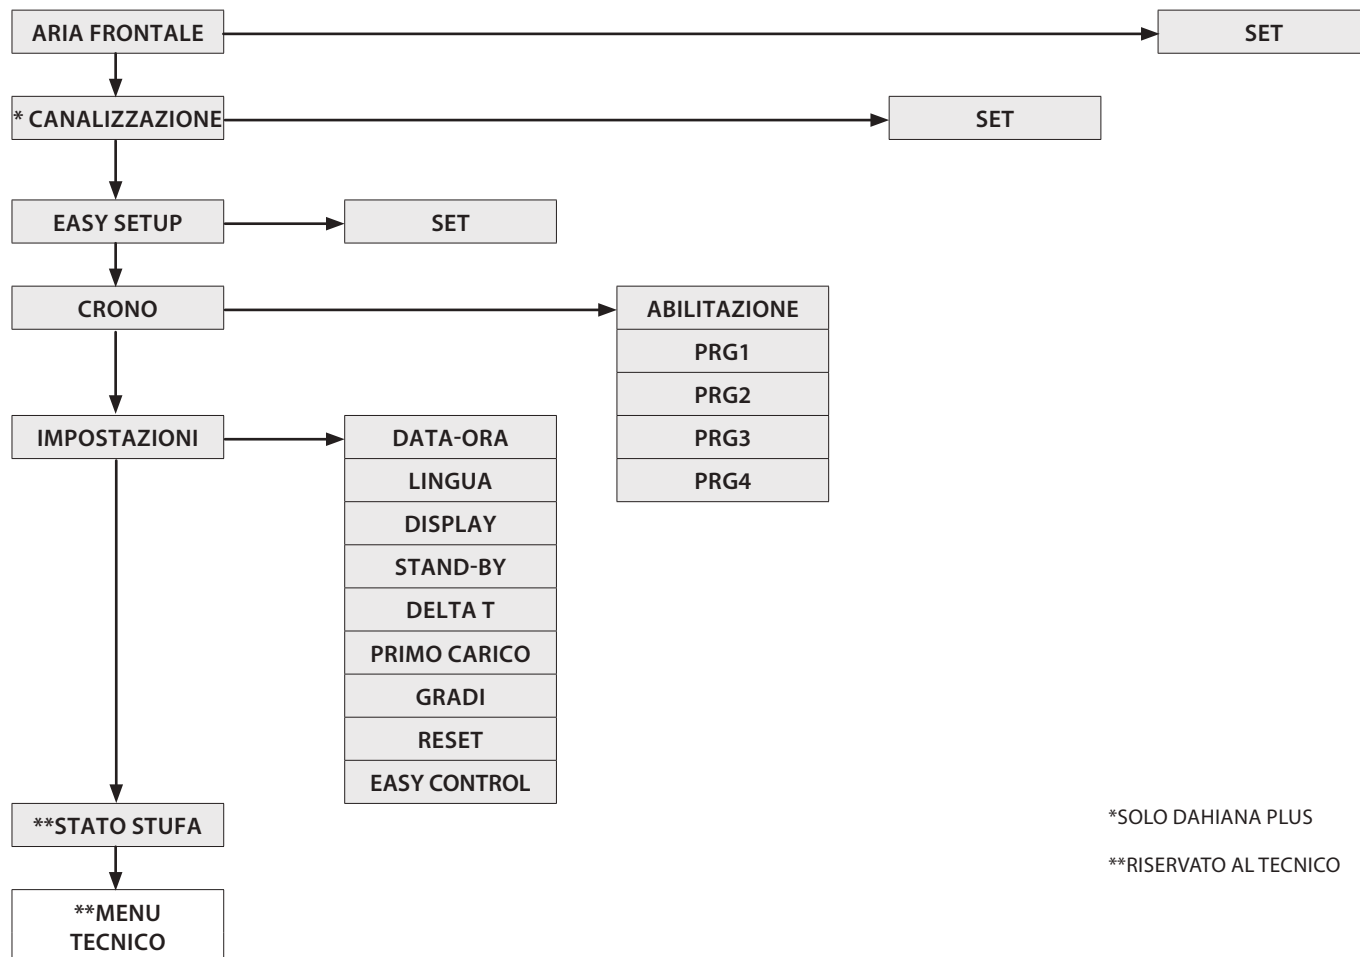 ARIA FRONTALE
SET
* CANALIZZAZIONE
SET
EASY SETUP
SET
CRONO
ABILITAZIONE
PRG1
PRG2
PRG3
PRG4
IMPOSTAZIONI
DATA-ORA
LINGUA
DISPLAY
STAND-BY
DELTA T
PRIMO CARICO
GRADI
RESET
EASY CONTROL
**STATO STUFA
**MENU
TECNICO
*SOLO DAHIANA PLUS
**RISERVATO AL TECNICO